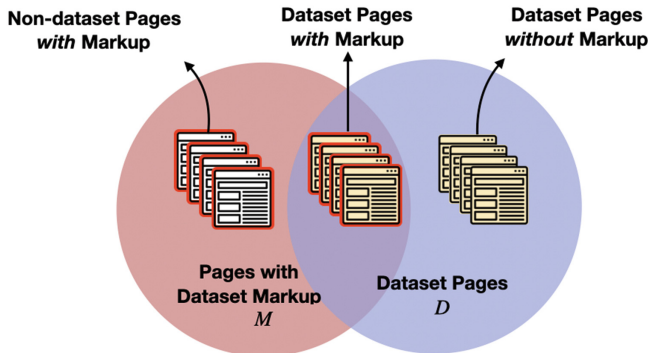 Non-dataset Pages
with Markup
Dataset Pages
with Markup
Dataset Pages
without Markup
Pages with
Dataset Markup
M
Dataset Pages
D